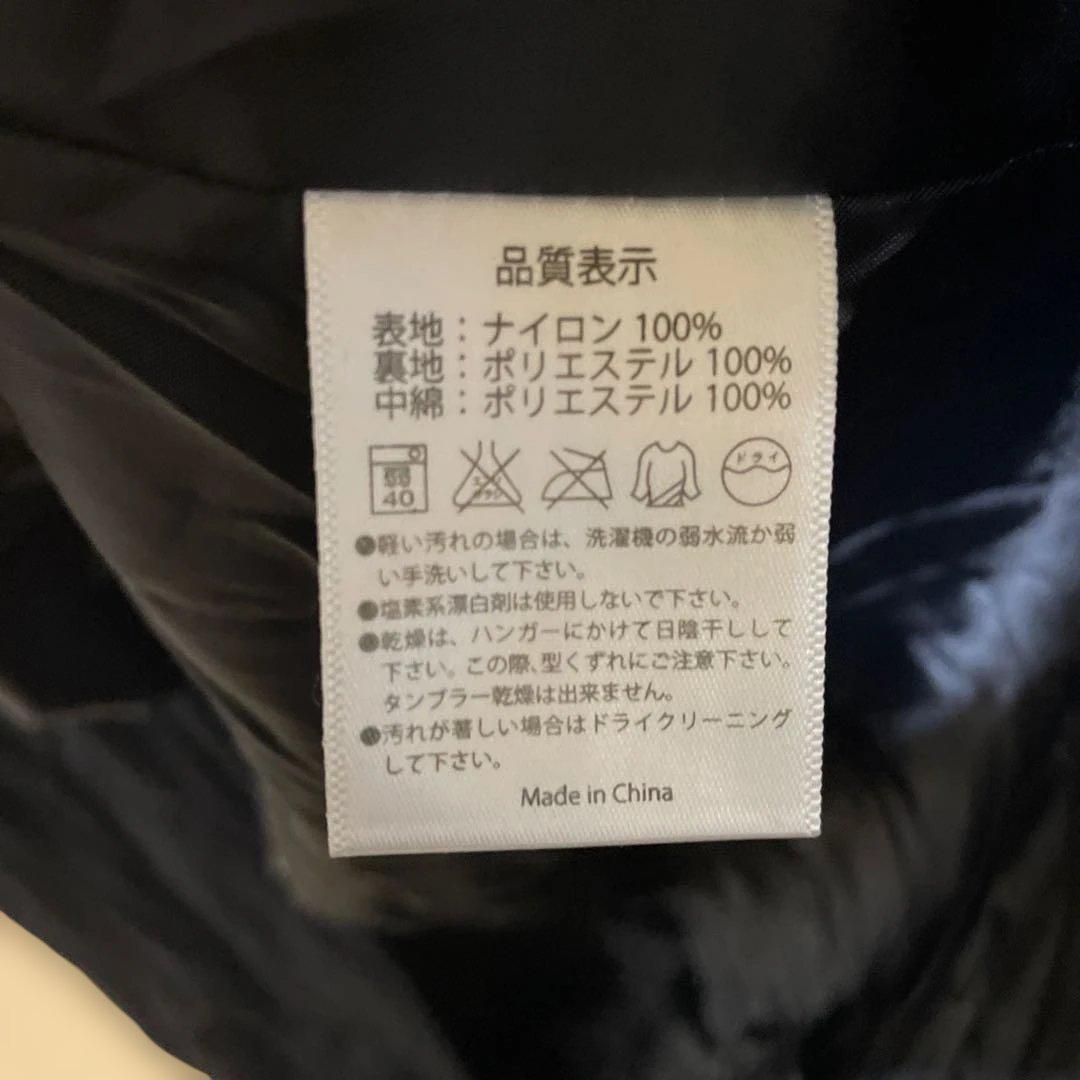 品質表示
表地：ナイロン 100%
裏地：ポリエステル 100%
中綿：ポリエステル 100%
弱
40
エンソ
サラシ
ドライ
●軽い汚れの場合は、洗濯機の弱水流か弱
い手洗いして下さい。
●塩素系漂白剤は使用しないで下さい。
●乾燥は、ハンガーにかけて日陰干しして
下さい。この際、型くずれにご注意下さい。
タンブラー乾燥は出来ません。
●汚れが著しい場合はドライクリーニング
して下さい。
Made in China